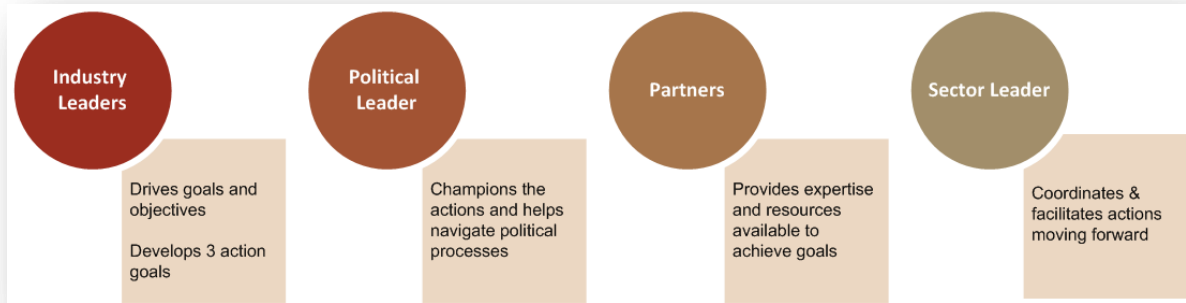 Industry
Leaders
Drives goals and
objectives
Develops 3 action
goals
Political
Leader
Champions the
actions and helps
navigate political
processes
Partners
Provides expertise
and resources
available to
achieve goals
Sector Leader
Coordinates &
facilitates actions
moving forward